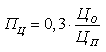 П_Ц = 0,3 · Ц_О / Ц_П